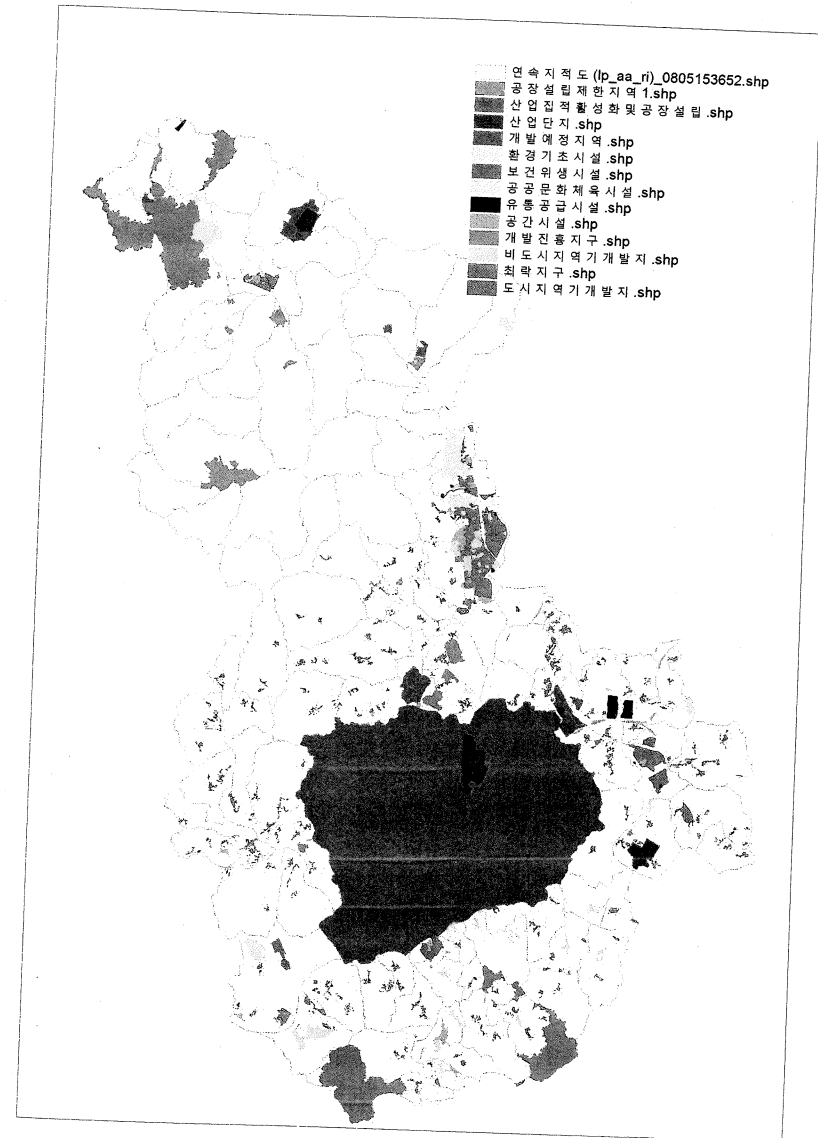 연속지적도 (lp_aa_ri)_0805153652.shp
공장설립제한지역1.shp
산업집적활성화및공장설립.shp
산업단지.shp
개발예정지역.shp
환경기초시설.shp
보건위생시설.shp
공공문화체육시설.shp
유통공급시설.shp
공간시설.shp
개발진흥지구.shp
비도시지역기개발지.shp
최락지구.shp
도시지역기개발지.shp